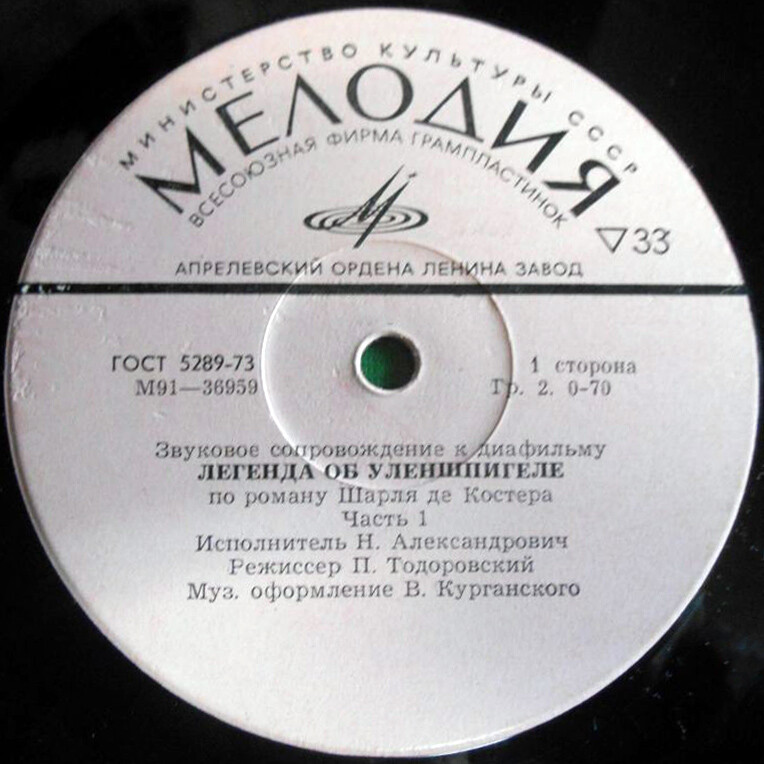 МИНИСТЕРСТВО КУЛЬТУРЫ СССР
МЕЛОДИЯ
ВСЕСОЮЗНАЯ ФИРМА ГРАМПЛАСТИНОК
▽33
АПРЕЛЕВСКИЙ ОРДЕНА ЛЕНИНА ЗАВОД
ГОСТ 5289-73
1 сторона
М91—36959
Гр. 2. 0-70
Звуковое сопровождение к диафильму
ЛЕГЕНДА ОБ УЛЕНШПИГЕЛЕ
по роману Шарля де Костера
Часть 1
Исполнитель Н. Александрович
Режиссер П. Тодоровский
Муз. оформление В. Курганского